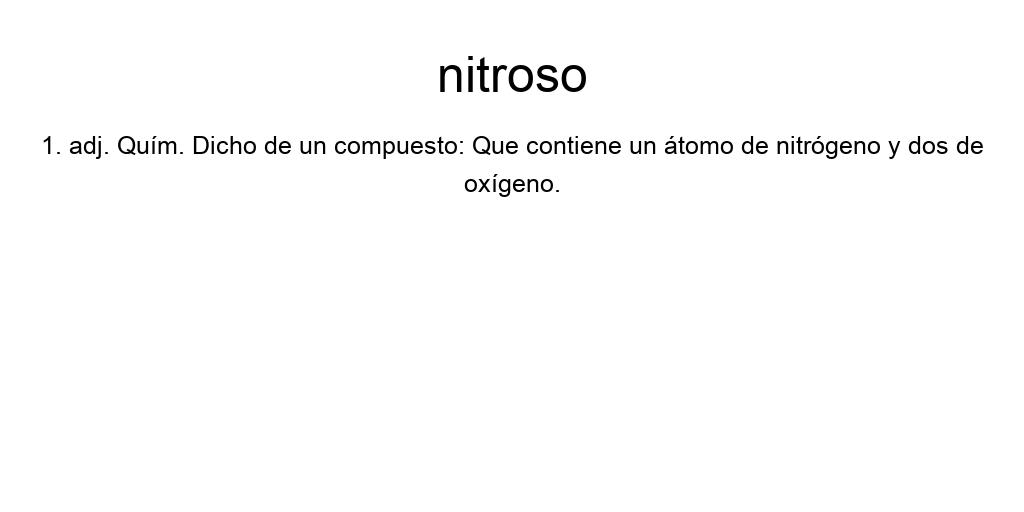 nitroso
1. adj. Quím. Dicho de un compuesto: Que contiene un átomo de nitrógeno y dos de
oxígeno.